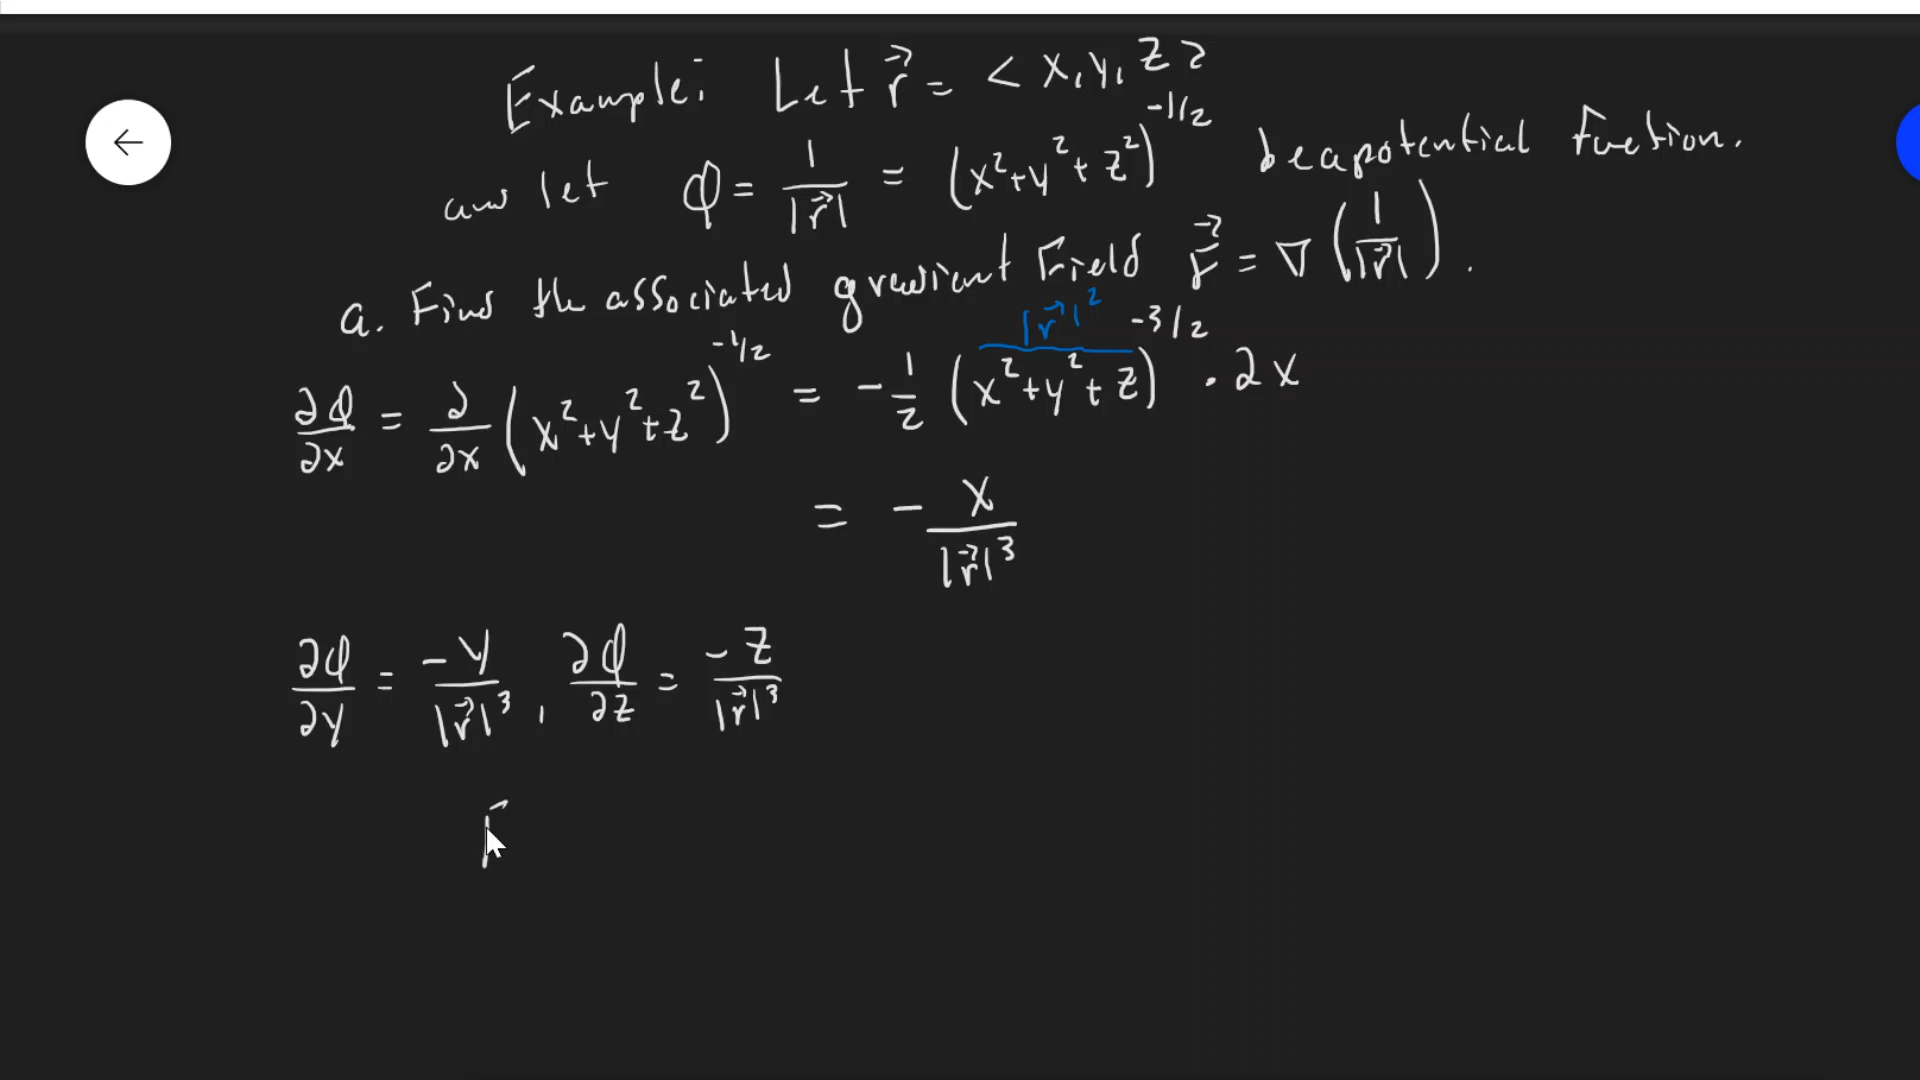 Example: Let r⃗ = < x, y, z >
and let φ = 1/|r⃗| = (x²+y²+z²)^(-1/2) be a potential function.
a. Find the associated gradient field F⃗ = ∇(1/|r⃗|).
|r⃗|²
∂φ/∂x = ∂/∂x (x²+y²+z²)^(-1/2) = -1/2 (x²+y²+z)^(-3/2) · 2x
= - x/|r⃗|³
∂φ/∂y = -y/|r⃗|³, ∂φ/∂z = -z/|r⃗|³